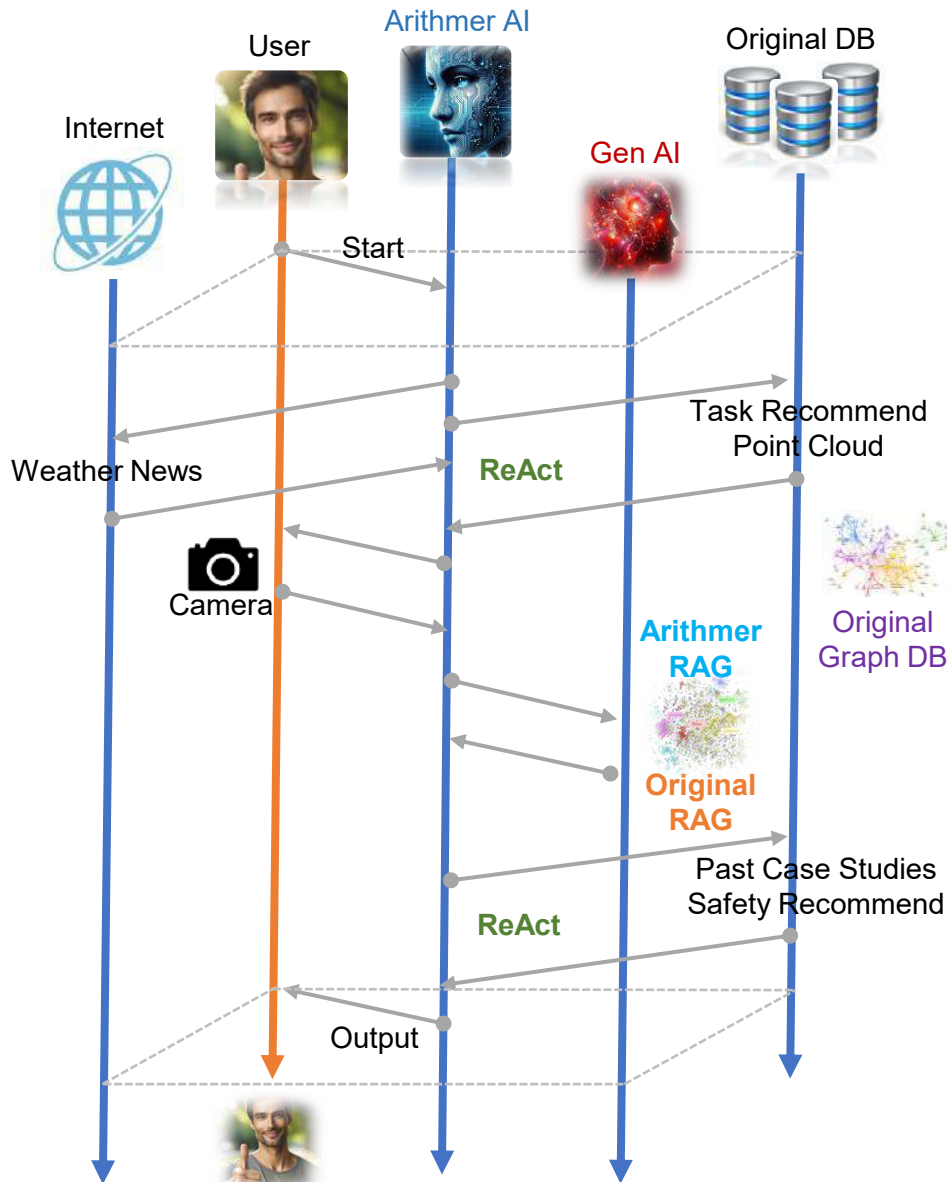 Arithmer AI
User
Original DB
Internet
Gen AI
Start
Task Recommend
Point Cloud
Weather News
ReAct
Camera
Arithmer
RAG
Original
Graph DB
Original
RAG
Past Case Studies
Safety Recommend
ReAct
Output